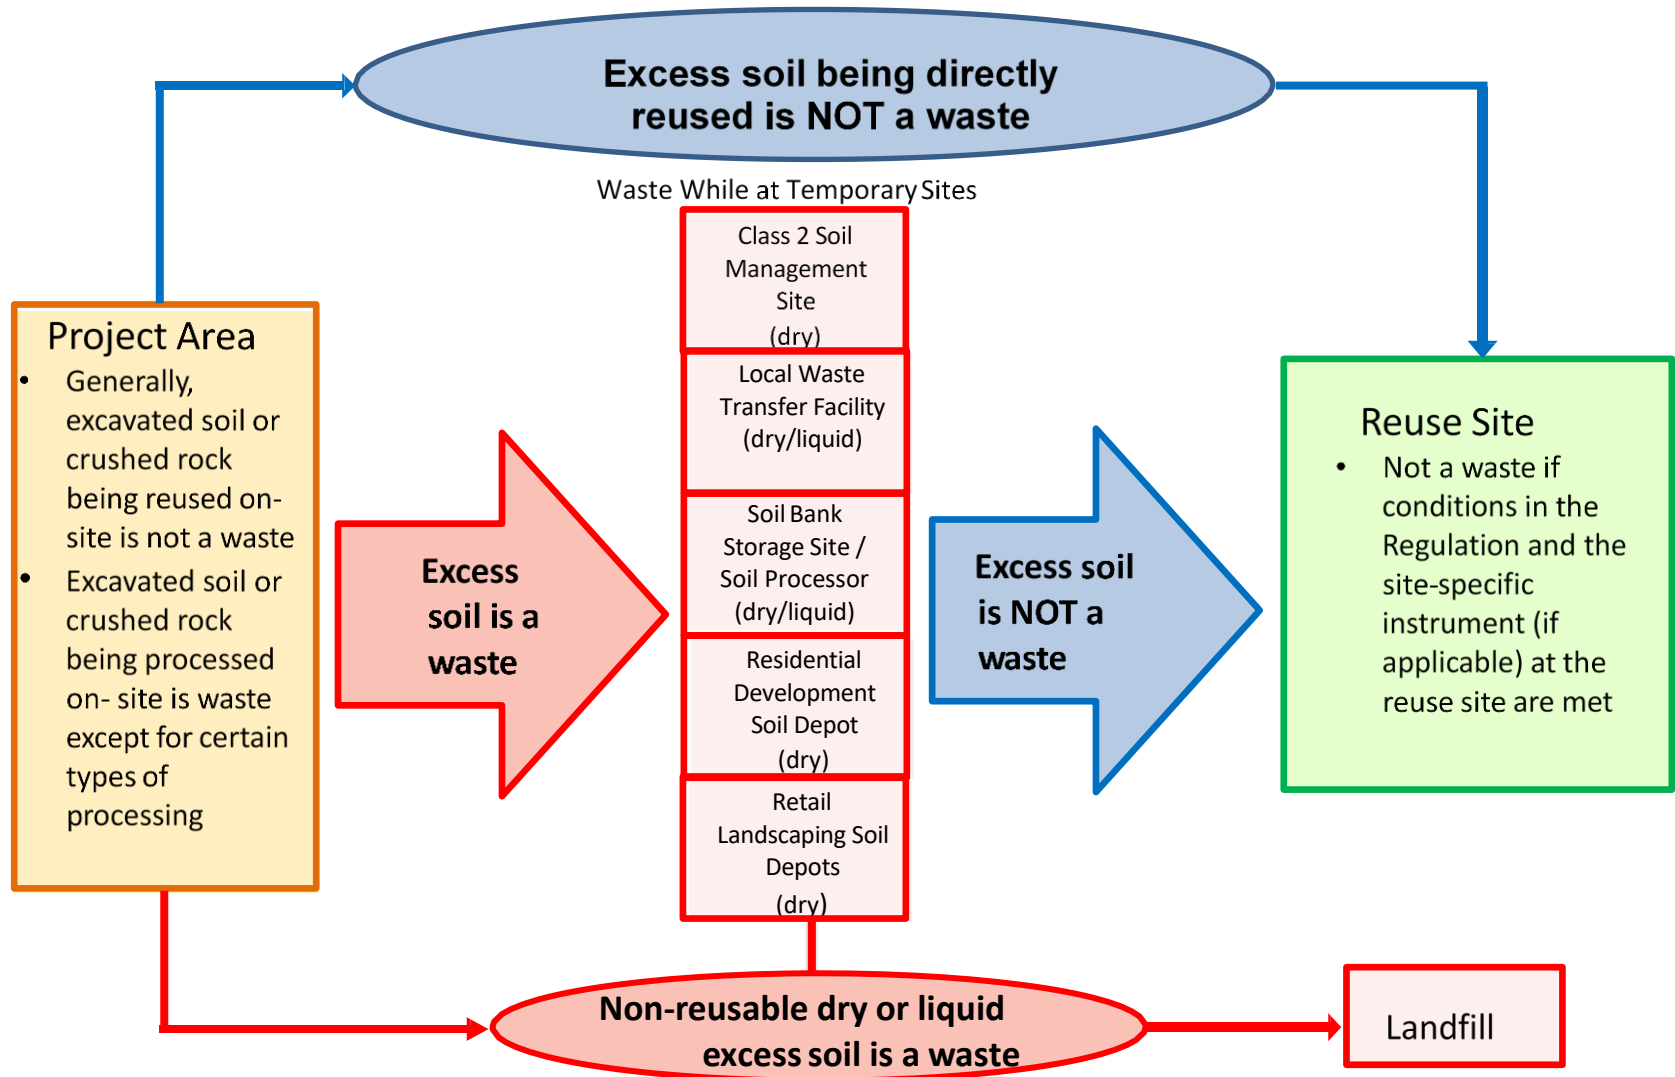 Excess soil being directly
reused is NOT a waste
Waste While at Temporary Sites
Project Area
• Generally,
excavated soil or
crushed rock
being reused on-
site is not a waste
• Excavated soil or
crushed rock
being processed
on- site is waste
except for certain
types of
processing
Excess
soil is a
waste
Class 2 Soil
Management
Site
(dry)
Local Waste
Transfer Facility
(dry/liquid)
Soil Bank
Storage Site /
Soil Processor
(dry/liquid)
Residential
Development
Soil Depot
(dry)
Retail
Landscaping Soil
Depots
(dry)
Excess soil
is NOT a
waste
Reuse Site
• Not a waste if
conditions in the
Regulation and the
site-specific
instrument (if
applicable) at the
reuse site are met
Non-reusable dry or liquid
excess soil is a waste
Landfill